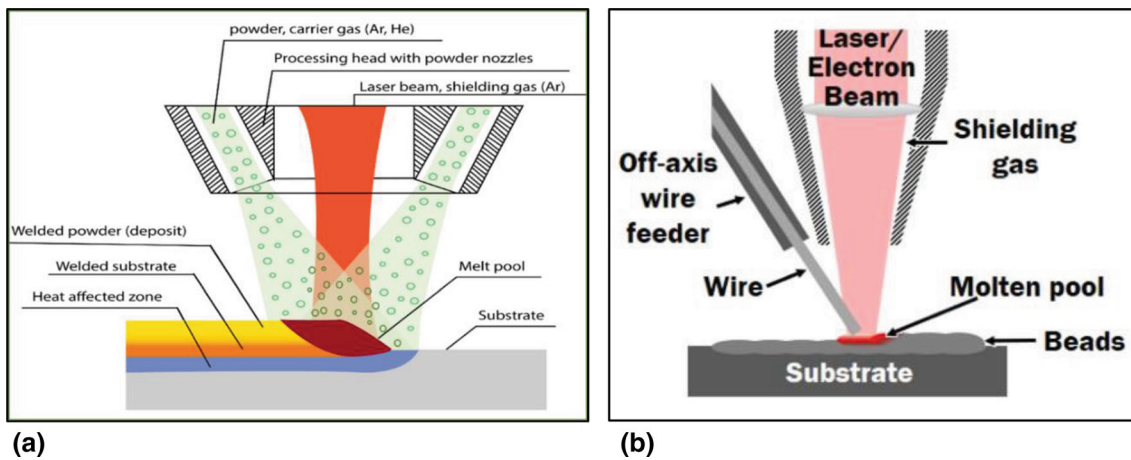 powder, carrier gas (Ar, He)
Processing head with powder nozzles
Laser beam, shielding gas (Ar)
Welded powder (deposit)
Welded substrate
Heat affected zone
Melt pool
Substrate
(a)
Laser/
Electron
Beam
Shielding
gas
Off-axis
wire
feeder
Wire
Molten pool
Beads
Substrate
(b)